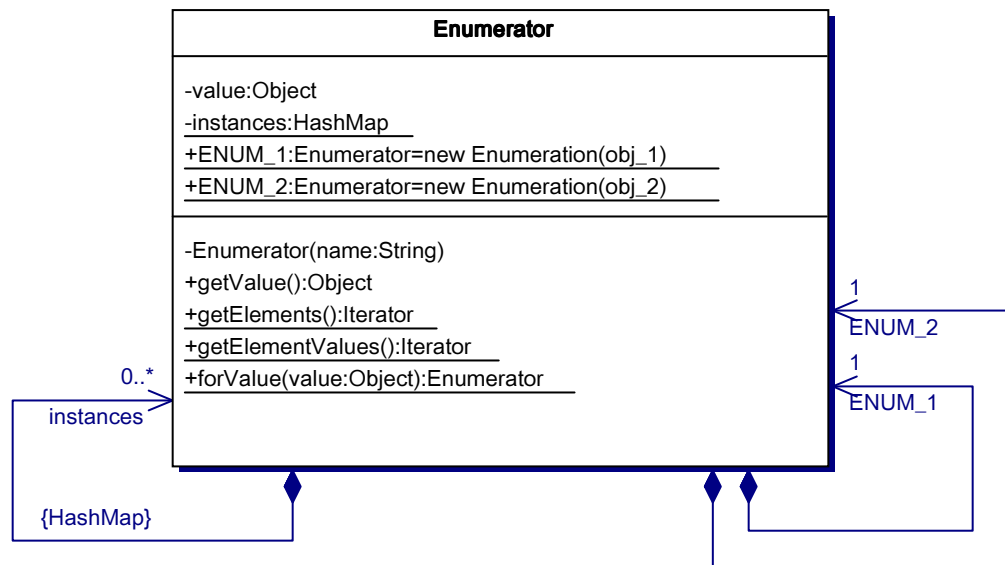 Enumerator
-value:Object
-instances:HashMap
+ENUM_1:Enumerator=new Enumeration(obj_1)
+ENUM_2:Enumerator=new Enumeration(obj_2)
-Enumerator(name:String)
+getValue():Object
+getElements():Iterator
+getElementValues():Iterator
+forValue(value:Object):Enumerator
1
ENUM_2
1
ENUM_1
0..*
instances
{HashMap}